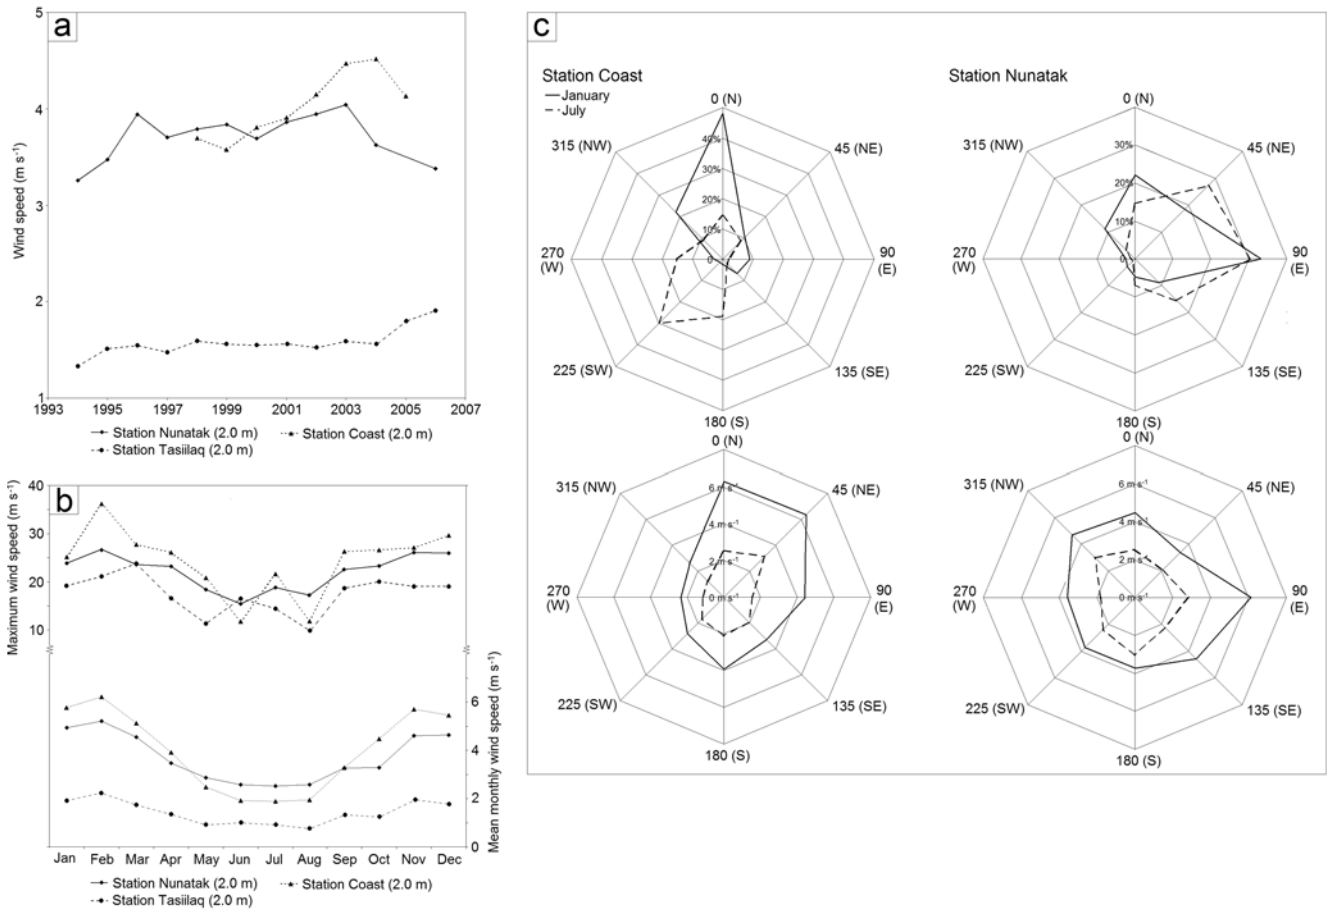 a
5
4
3
2
1
Wind speed (m s⁻¹)
1993 1995 1997 1999 2001 2003 2005 2007
Station Nunatak (2.0 m) Station Coast (2.0 m)
Station Tasiilaq (2.0 m)
b
40
30
20
10
Maximum wind speed (m s⁻¹)
6
4
2
0
Mean monthly wind speed (m s⁻¹)
Jan Feb Mar Apr May Jun Jul Aug Sep Oct Nov Dec
Station Nunatak (2.0 m) Station Coast (2.0 m)
Station Tasiilaq (2.0 m)
c
Station Coast
January
July
0 (N)
315 (NW) 45 (NE)
40%
30%
20%
10%
0
270 (W) 90 (E)
225 (SW) 135 (SE)
180 (S)
Station Nunatak
0 (N)
315 (NW) 45 (NE)
30%
20%
10%
0
270 (W) 90 (E)
225 (SW) 135 (SE)
180 (S)
0 (N)
315 (NW) 45 (NE)
6 m s⁻¹
4 m s⁻¹
2 m s⁻¹
0 m s⁻¹
270 (W) 90 (E)
225 (SW) 135 (SE)
180 (S)
0 (N)
315 (NW) 45 (NE)
6 m s⁻¹
4 m s⁻¹
2 m s⁻¹
0 m s⁻¹
270 (W) 90 (E)
225 (SW) 135 (SE)
180 (S)